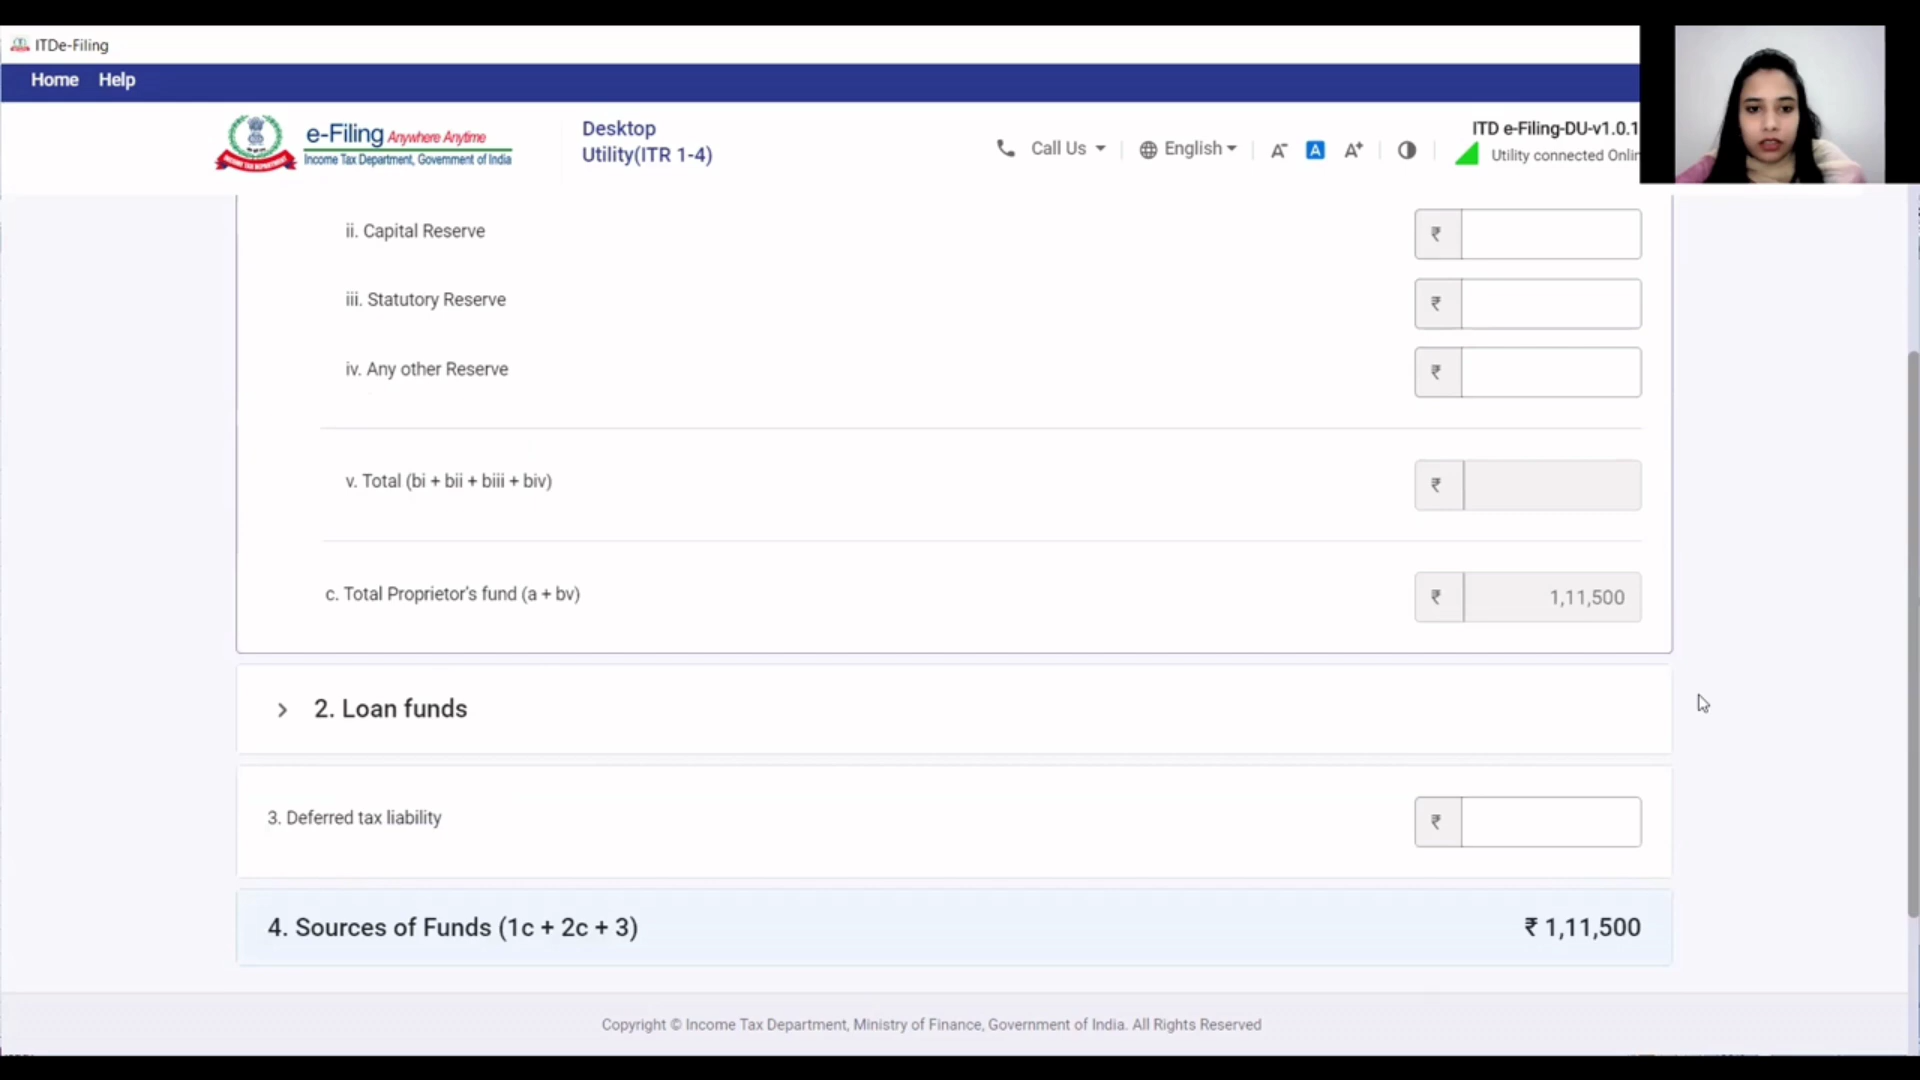 ITDe-Filing
Home Help
e-Filing Anywhere Anytime
Income Tax Department, Government of India
Desktop
Utility(ITR 1-4)
Call Us
English
A-
A
A+
ITD e-Filing-DU-v1.0.1
Utility connected Onlin
ii. Capital Reserve ₹
iii. Statutory Reserve ₹
iv. Any other Reserve ₹
v. Total (bi + bii + biii + biv) ₹
c. Total Proprietor's fund (a + bv) ₹ 1,11,500
2. Loan funds
3. Deferred tax liability ₹
4. Sources of Funds (1c + 2c + 3) ₹ 1,11,500
Copyright © Income Tax Department, Ministry of Finance, Government of India. All Rights Reserved